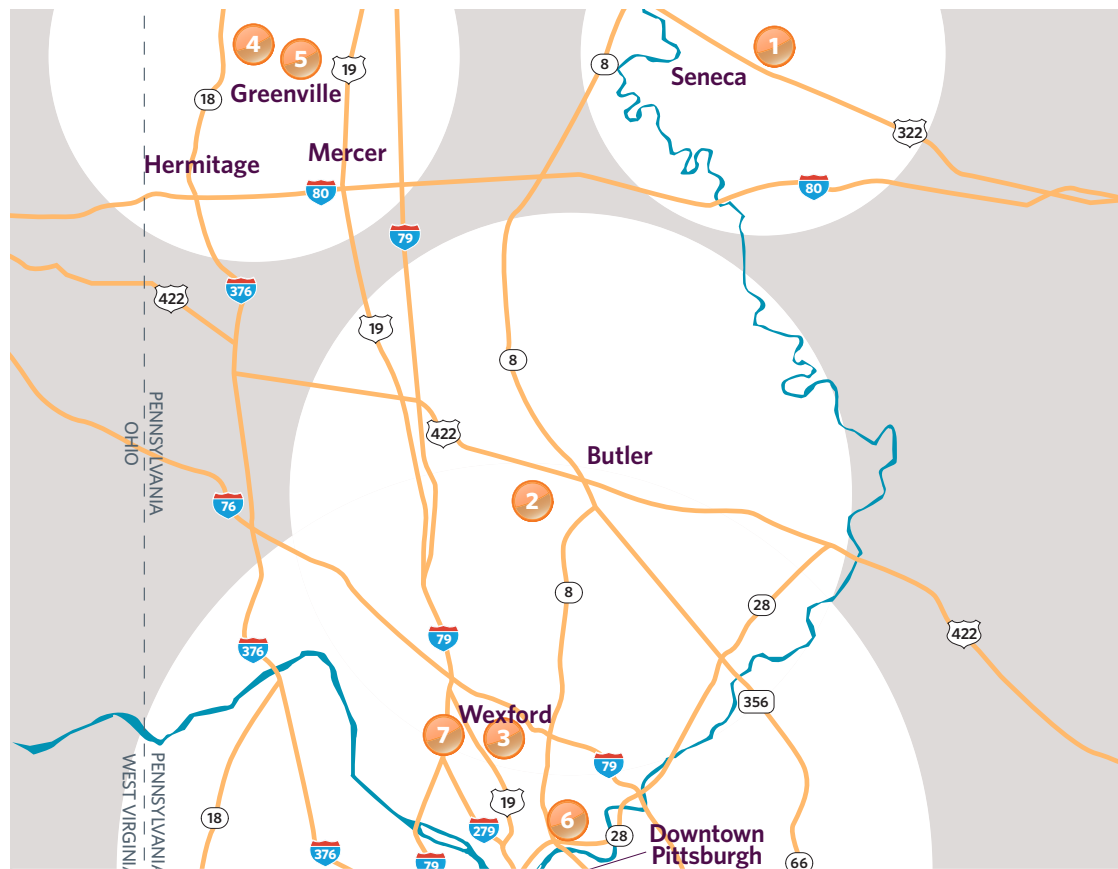 4
5
19
8
1
Seneca
18
Greenville
322
Mercer
Hermitage
80
80
79
376
422
19
8
PENNSYLVANIA
OHIO
422
Butler
2
76
8
28
79
422
376
356
Wexford
7
3
79
PENNSYLVANIA
WEST VIRGINIA
19
18
6
279
28
Downtown
Pittsburgh
376
79
66